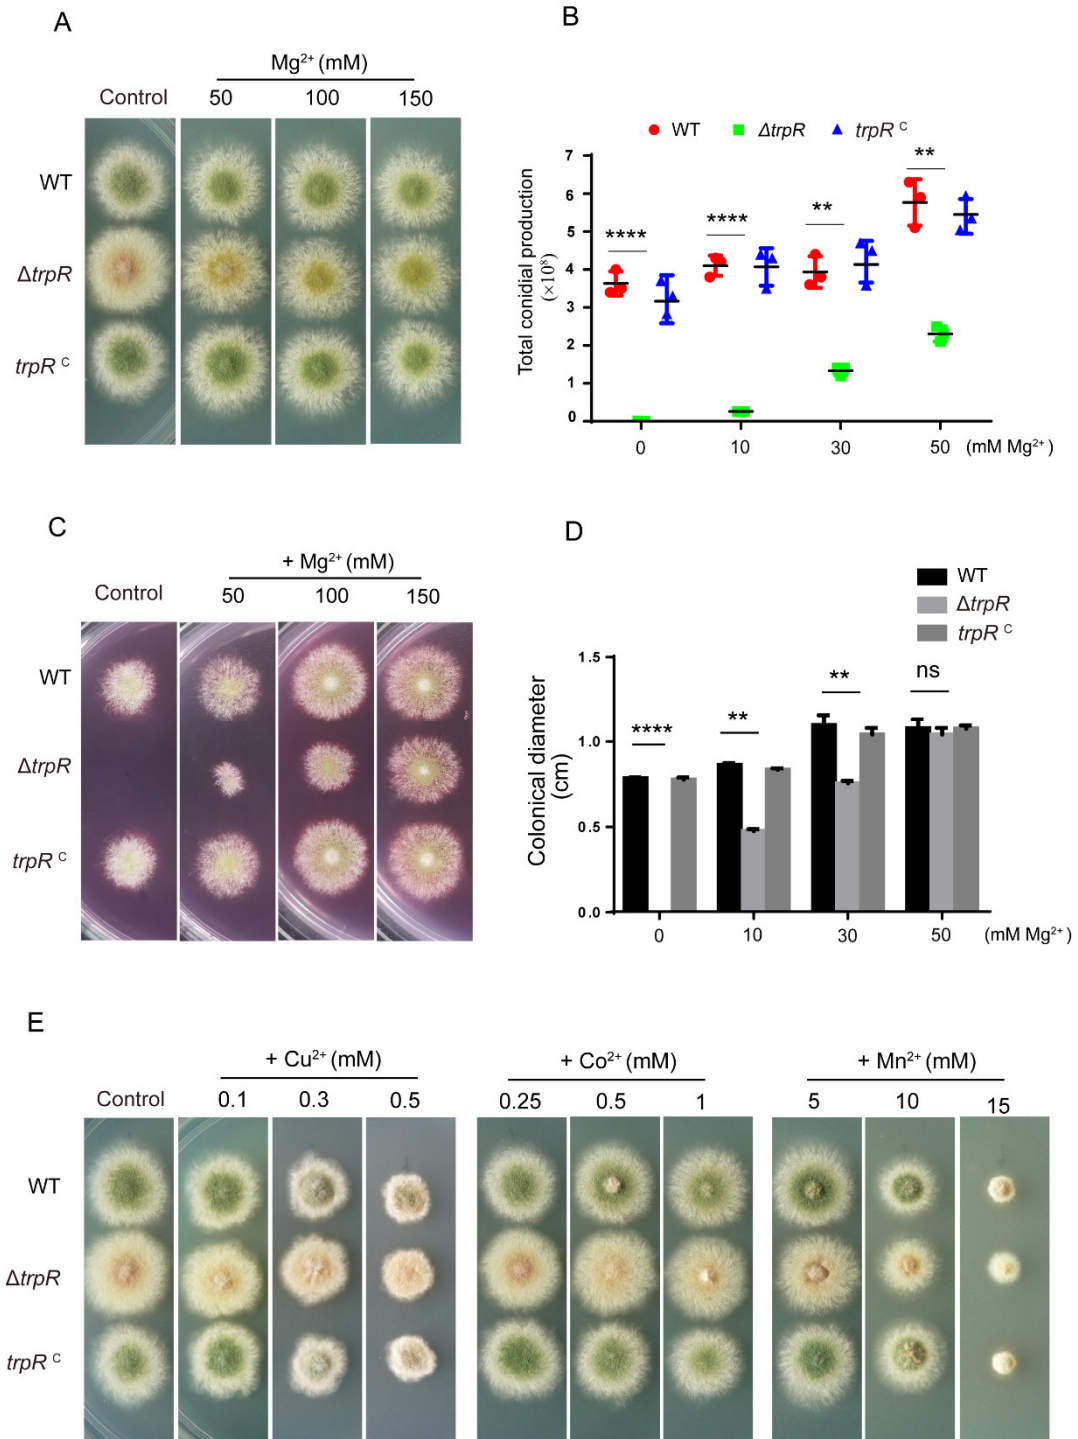 A
Mg²⁺ (mM)
Control 50 100 150
WT
ΔtrpR
trpR ᶜ
B
WT ΔtrpR trpR ᶜ
Total conidial production
(×10⁸)
7
6
5
4
3
2
1
0
**** **** ** **
0 10 30 50 (mM Mg²⁺)
C
+ Mg²⁺ (mM)
Control 50 100 150
WT
ΔtrpR
trpR ᶜ
D
WT
ΔtrpR
trpR ᶜ
Colonical diameter
(cm)
1.5
1.0
0.5
0.0
**** ** ** ns
0 10 30 50 (mM Mg²⁺)
E
+ Cu²⁺ (mM) + Co²⁺ (mM) + Mn²⁺ (mM)
Control 0.1 0.3 0.5 0.25 0.5 1 5 10 15
WT
ΔtrpR
trpR ᶜ